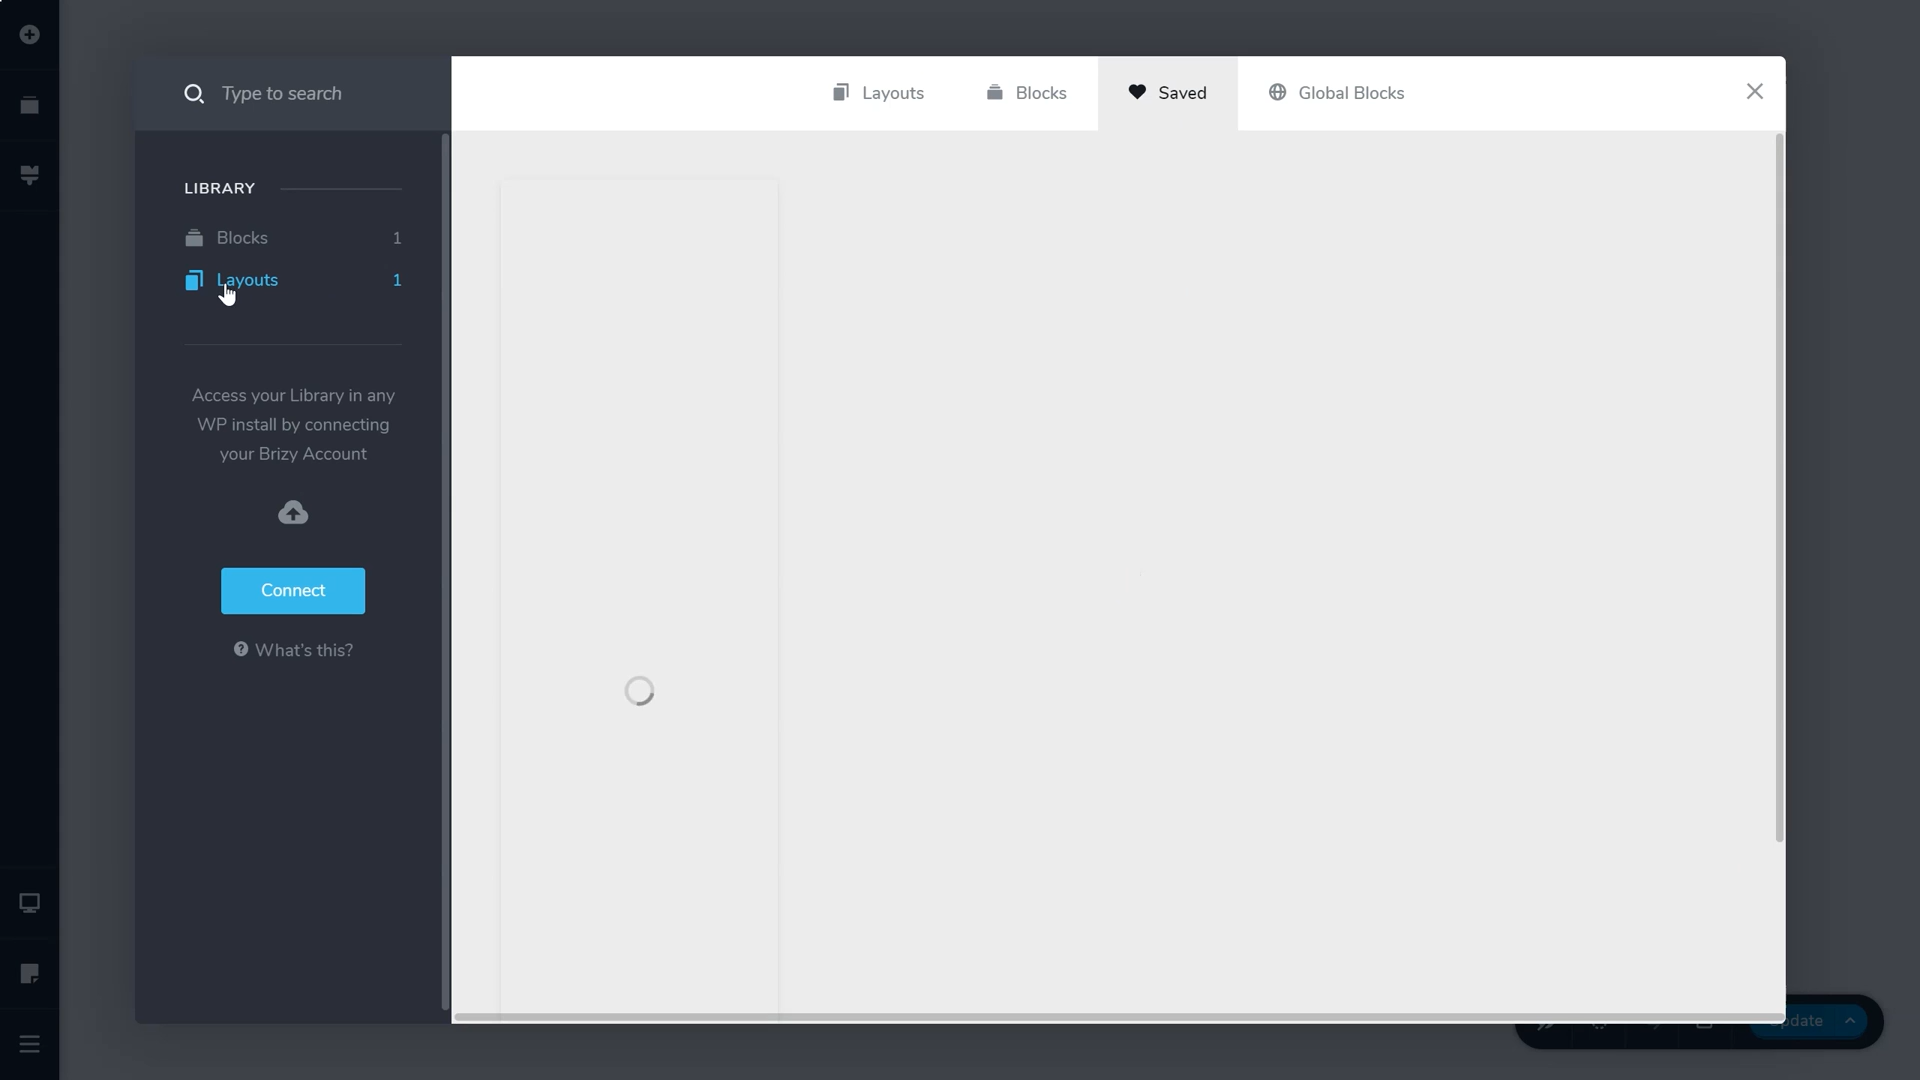 Type to search
Layouts
Blocks
Saved
Global Blocks
LIBRARY
Blocks 1
Layouts 1
Access your Library in any
WP install by connecting
your Brizy Account
Connect
What's this?
Update